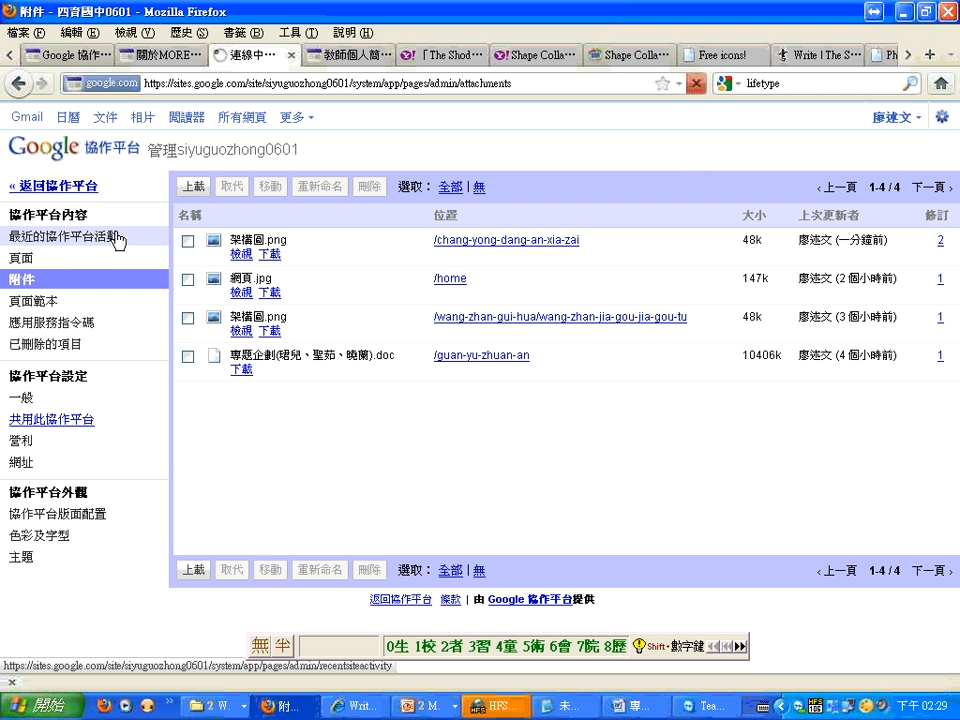 附件 - 四育國中0601 - Mozilla Firefox
檔案 (F) 編輯 (E) 檢視 (V) 歷史 (S) 書籤 (B) 工具 (T) 說明 (H)
Google 協作… 關於MORE… 連線中… 教師個人簡… 「The Shod… Shape Colla… Shape Colla… Free icons! Write | The S… Ph
google.com https://sites.google.com/site/siyuguozhong0601/system/app/pages/admin/attachments lifetype
Gmail 日曆 文件 相片 閱讀器 所有網頁 更多 廖建文
Google 協作平台 管理siyuguozhong0601
« 返回協作平台
協作平台內容
最近的協作平台活動
頁面
附件
頁面範本
應用服務指令碼
已刪除的項目
協作平台設定
一般
共用此協作平台
營利
網址
協作平台外觀
協作平台版面配置
色彩及字型
主題
上載 取代 移動 重新命名 刪除 選取： 全部 | 無 ‹ 上一頁 1-4 / 4 下一頁 ›
名稱 位置 大小 上次更新者 修訂
架構圖.png /chang-yong-dang-an-xia-zai 48k 廖述文 (一分鐘前) 2
檢視 下載
網頁.jpg /home 147k 廖述文 (2 個小時前) 1
檢視 下載
架構圖.png /wang-zhan-gui-hua/wang-zhan-jia-gou-jia-gou-tu 48k 廖述文 (3 個小時前) 1
檢視 下載
專題企劃(珺兒、聖茹、曉蘭).doc /guan-yu-zhuan-an 10406k 廖述文 (4 個小時前) 1
下載
上載 取代 移動 重新命名 刪除 選取： 全部 | 無 ‹ 上一頁 1-4 / 4 下一頁 ›
返回協作平台 條款 | 由 Google 協作平台提供
無 半 0生 1校 2者 3習 4童 5術 6會 7院 8歷 Shift+數字鍵
https://sites.google.com/site/siyuguozhong0601/system/app/pages/admin/recentsiteactivity
開始 2 W. 附... Writ... 2 M. HFS... 未... 專... Tea... 下午 02:29